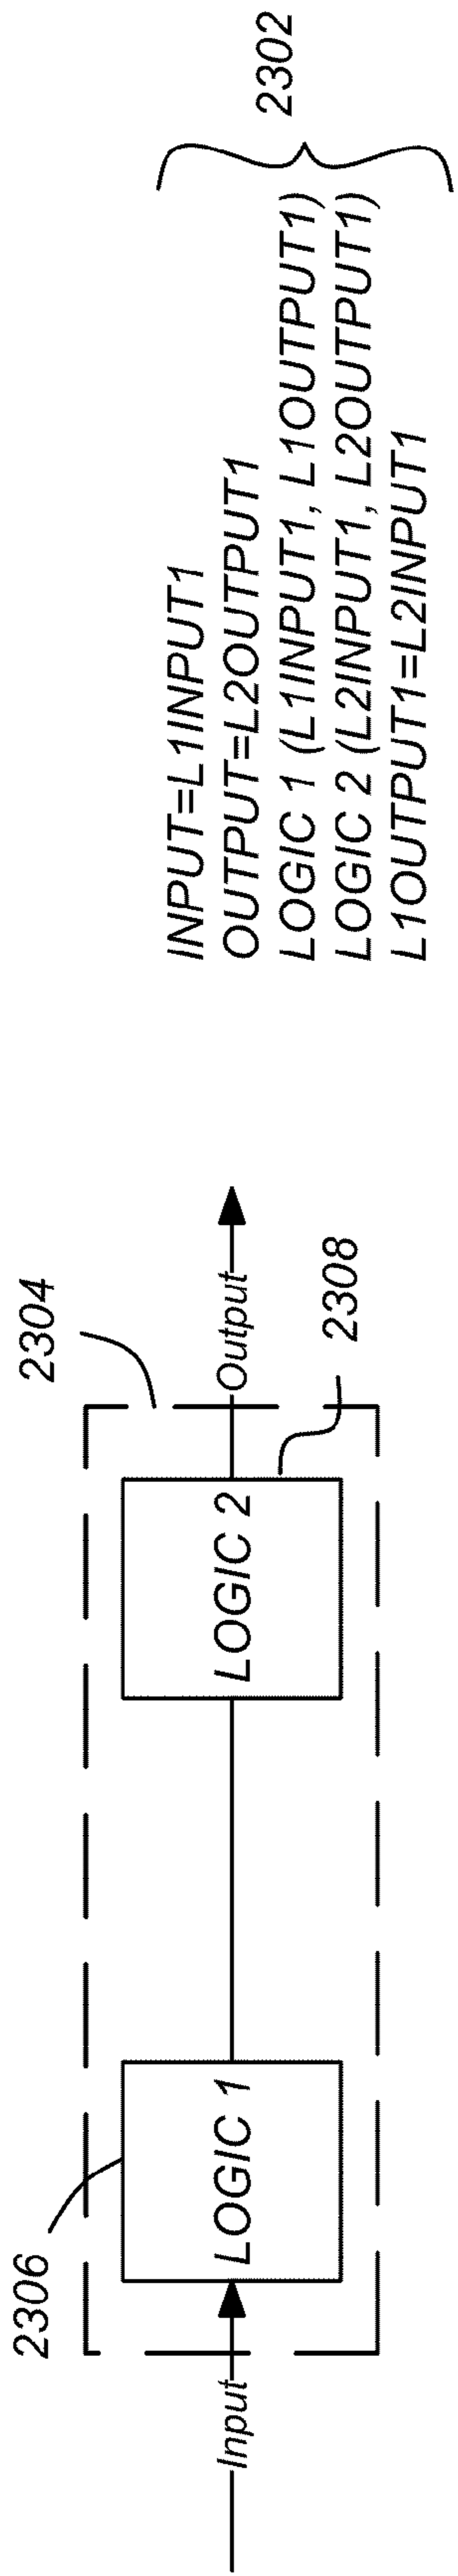 2306
LOGIC 1
Input
2304
LOGIC 2
Output
2308
INPUT=L1INPUT1
OUTPUT=L2OUTPUT1
LOGIC 1 (L1INPUT1, L1OUTPUT1)
LOGIC 2 (L2INPUT1, L2OUTPUT1)
L1OUTPUT1=L2INPUT1
2302